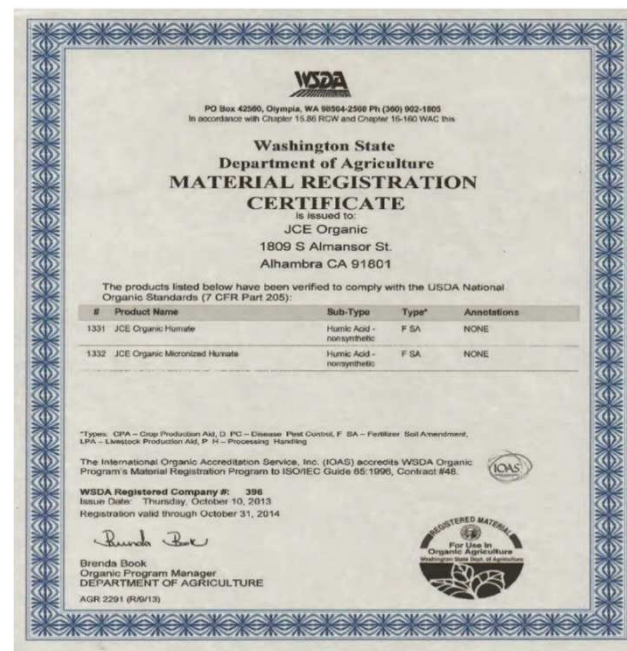 WSDA
PO Box 42560, Olympia, WA 98504-2560 Ph (360) 902-1805
In accordance with Chapter 15.86 RCW and Chapter 16-160 WAC this
Washington State
Department of Agriculture
MATERIAL REGISTRATION
CERTIFICATE
is issued to:
JCE Organic
1809 S Almansor St.
Alhambra CA 91801
The products listed below have been verified to comply with the USDA National
Organic Standards (7 CFR Part 205):
# Product Name Sub-Type Type* Annotations
1331 JCE Organic Humate Humic Acid - F SA NONE
nonsynthetic
1332 JCE Organic Micronized Humate Humic Acid - F SA NONE
nonsynthetic
*Types: CPA – Crop Production Aid, D PC – Disease Pest Control, F SA – Fertilizer Soil Amendment,
LPA – Livestock Production Aid, P H – Processing Handling
The International Organic Accreditation Service, Inc. (IOAS) accredits WSDA Organic
Program's Material Registration Program to ISO/IEC Guide 65:1996, Contract #48.
IOAS
WSDA Registered Company #: 396
Issue Date: Thursday, October 10, 2013
Registration valid through October 31, 2014
Brenda Book
REGISTERED MATERIAL
For Use In
Organic Agriculture
Washington State Dept. of Agriculture
Brenda Book
Organic Program Manager
DEPARTMENT OF AGRICULTURE
AGR 2291 (R/9/13)